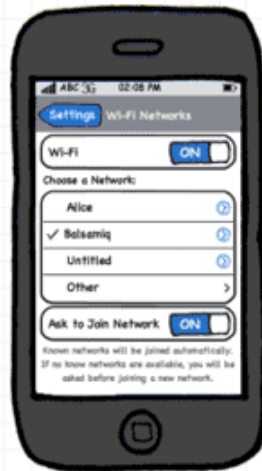 ABC 3G 02:08 PM
Settings Wi-Fi Networks
Wi-Fi ON
Choose a Network:
Alice
Balsamiq
Untitled
Other
Ask to Join Network ON
Known networks will be joined automatically.
If no know networks are available, you will be
asked before joining a new network.